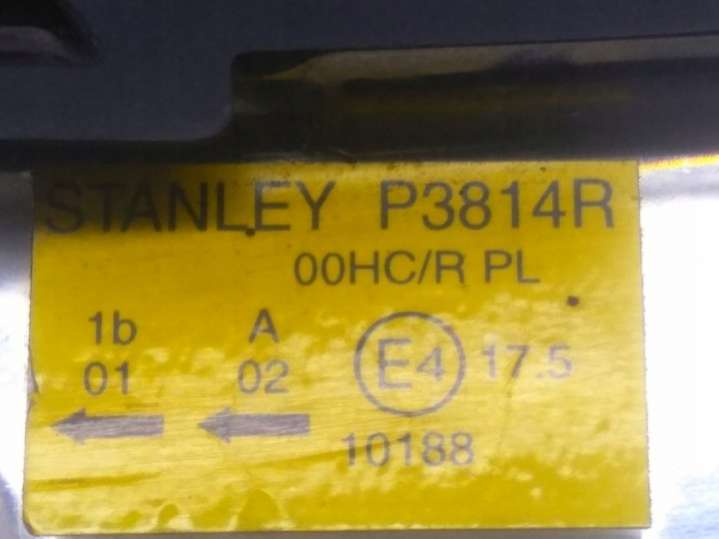 STANLEY P3814R
00HC/R PL
1b A
01 02 E4 17.5
10188